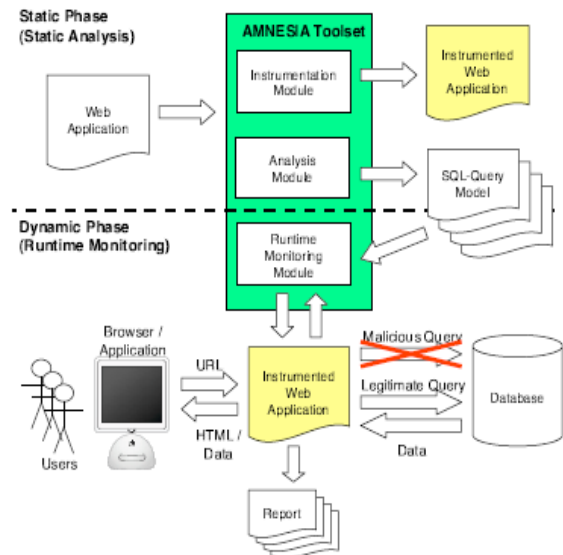 Static Phase
(Static Analysis)
AMNESIA Toolset
Web
Application
Instrumentation
Module
Instrumented
Web
Application
Analysis
Module
SQL-Query
Model
Dynamic Phase
(Runtime Monitoring)
Runtime
Monitoring
Module
Browser /
Application
URL
HTML /
Data
Users
Instrumented
Web
Application
Malicious Query
Legitimate Query
Data
Database
Report